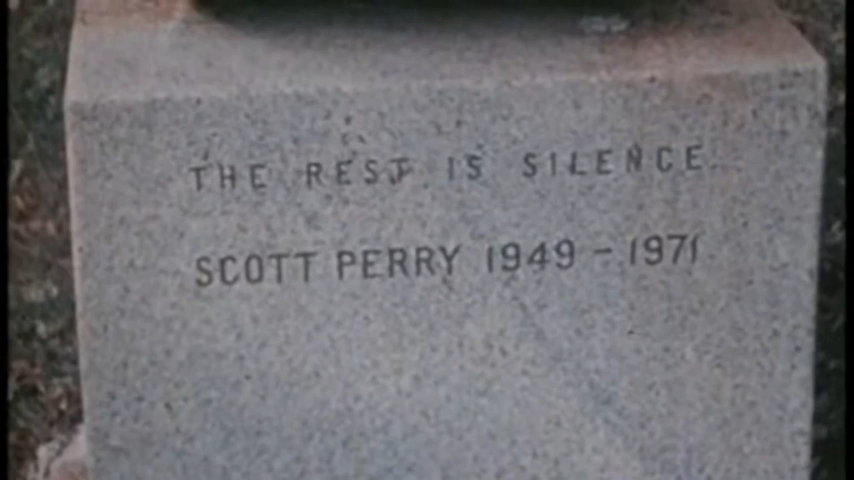 THE REST IS SILENCE
SCOTT PERRY 1949 - 1971